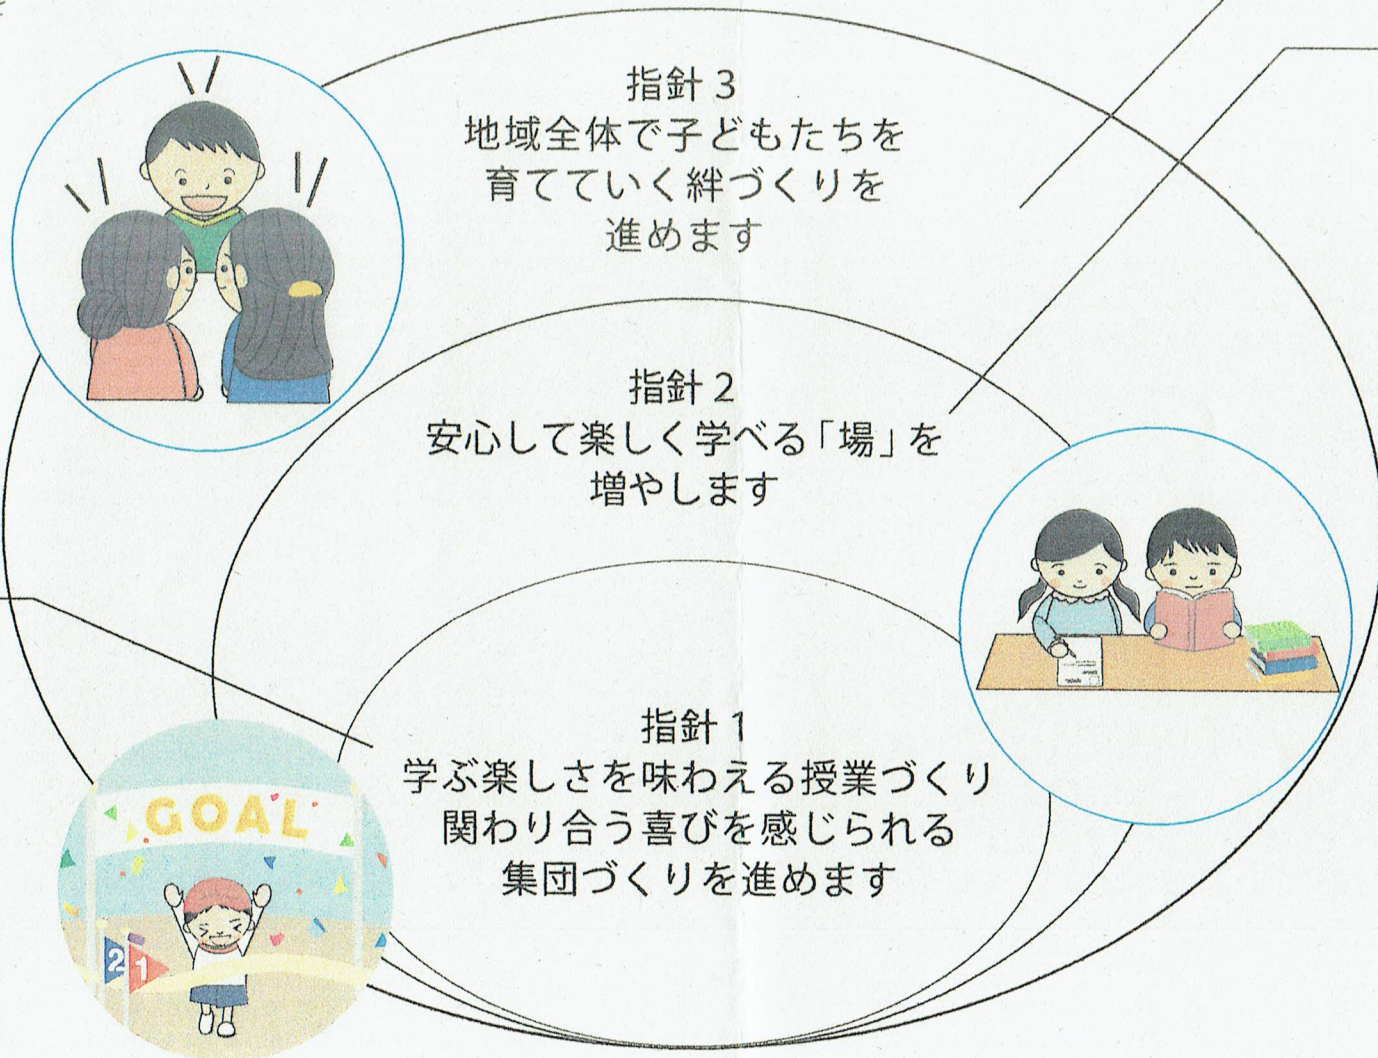 指針 3
地域全体で子どもたちを
育てていく絆づくりを
進めます
指針 2
安心して楽しく学べる「場」を
増やします
指針 1
学ぶ楽しさを味わえる授業づくり
関わり合う喜びを感じられる
集団づくりを進めます
GOAL
2 1